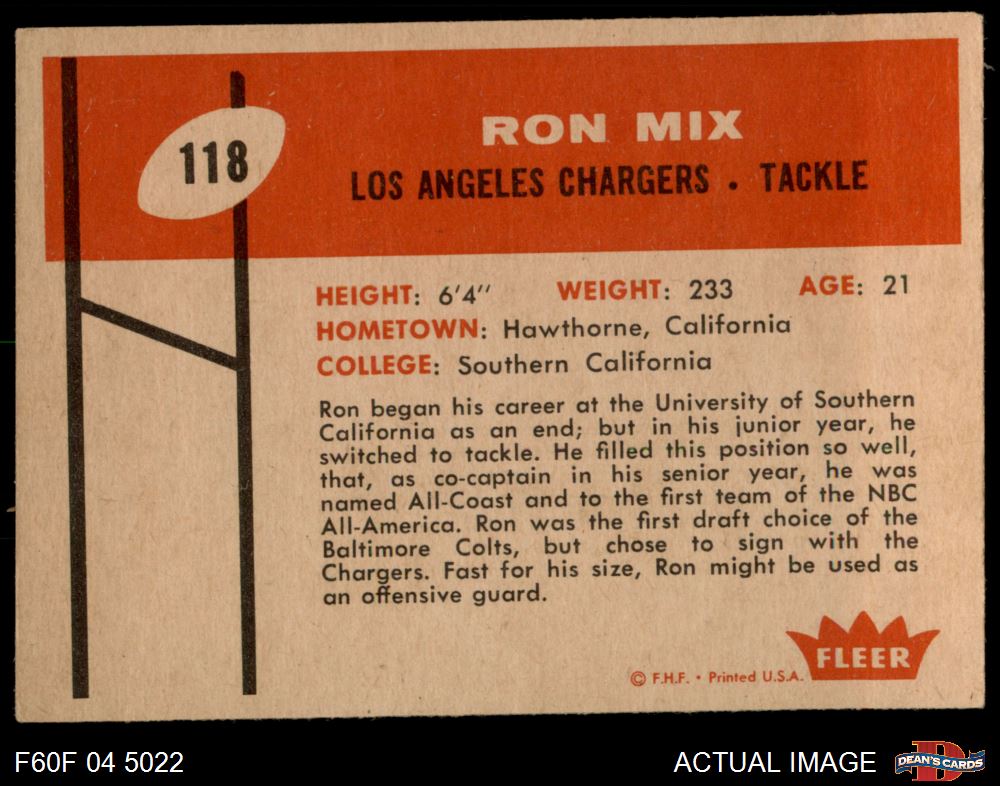 118
RON MIX
LOS ANGELES CHARGERS . TACKLE
HEIGHT: 6'4" WEIGHT: 233 AGE: 21
HOMETOWN: Hawthorne, California
COLLEGE: Southern California
Ron began his career at the University of Southern
California as an end; but in his junior year, he
switched to tackle. He filled this position so well,
that, as co-captain in his senior year, he was
named All-Coast and to the first team of the NBC
All-America. Ron was the first draft choice of the
Baltimore Colts, but chose to sign with the
Chargers. Fast for his size, Ron might be used as
an offensive guard.
FLEER
© F.H.F. • Printed U.S.A.
F60F 04 5022
ACTUAL IMAGE
D
DEAN'S CARDS